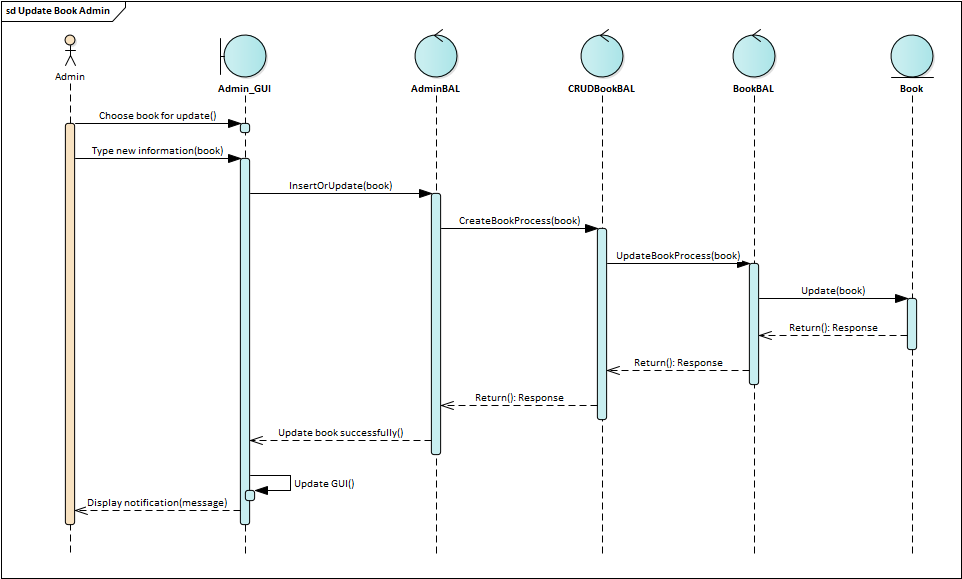 sd Update Book Admin
Admin
Admin_GUI
AdminBAL
CRUDBookBAL
BookBAL
Book
Choose book for update()
Type new information(book)
InsertOrUpdate(book)
CreateBookProcess(book)
UpdateBookProcess(book)
Update(book)
Return(): Response
Return(): Response
Return(): Response
Update book successfully()
Update GUI()
Display notification(message)